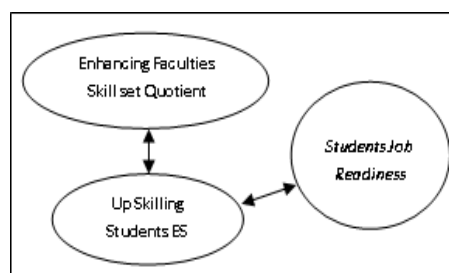 Enhancing Faculties
Skill set Quotient
Students Job
Readiness
Up Skilling
Students ES